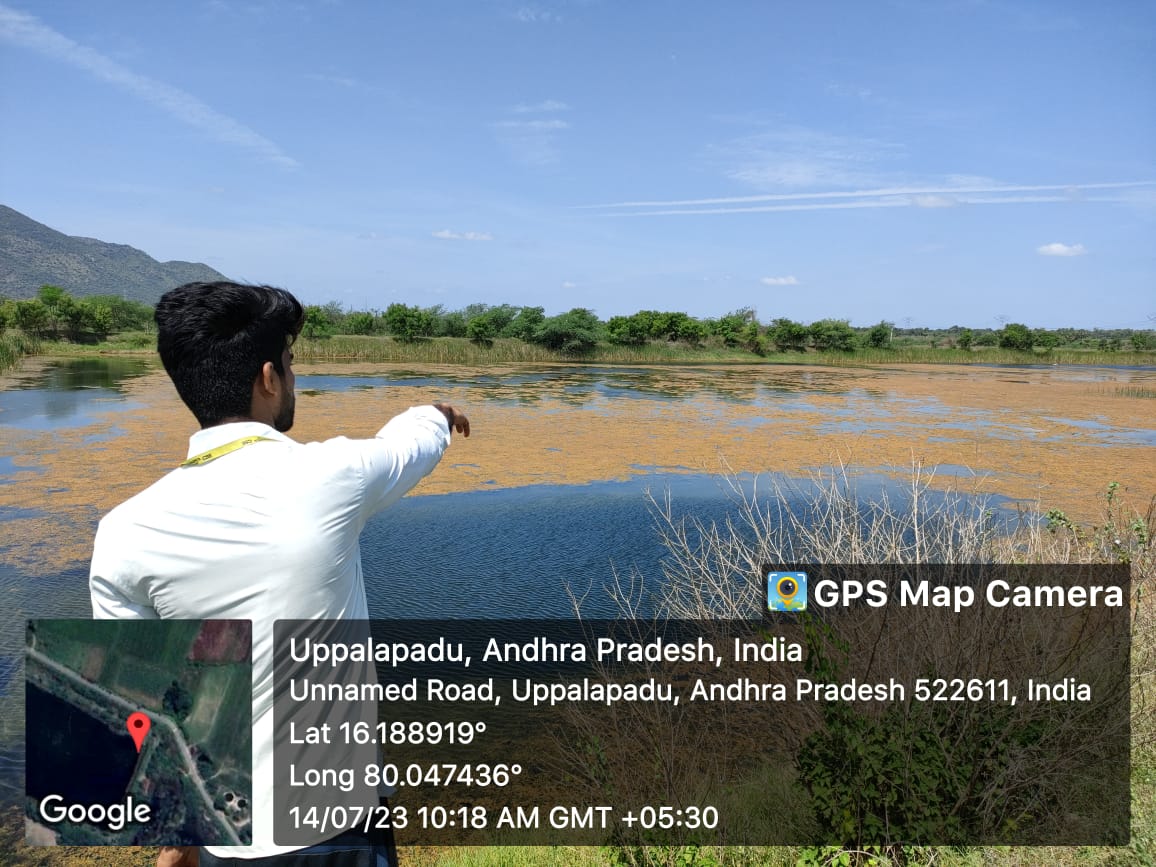 GPS Map Camera
Uppalapadu, Andhra Pradesh, India
Unnamed Road, Uppalapadu, Andhra Pradesh 522611, India
Lat 16.188919°
Long 80.047436°
14/07/23 10:18 AM GMT +05:30
Google